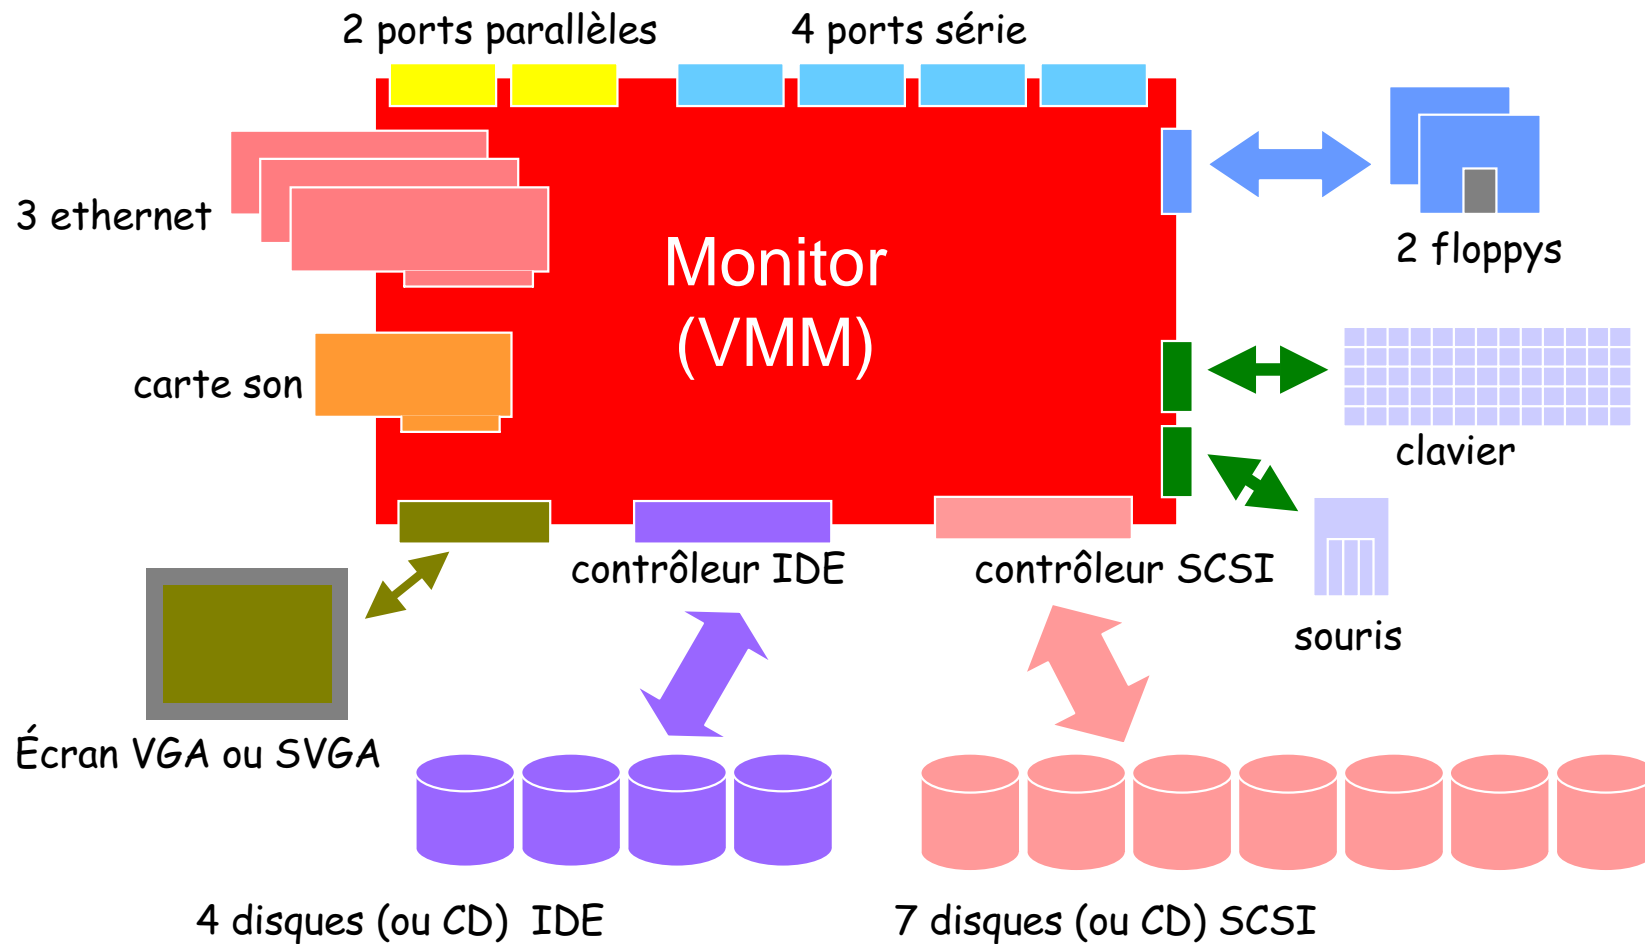 2 ports parallèles
4 ports série
3 ethernet
Monitor
(VMM)
2 floppys
carte son
clavier
contrôleur IDE
contrôleur SCSI
souris
Écran VGA ou SVGA
4 disques (ou CD)  IDE
7 disques (ou CD) SCSI